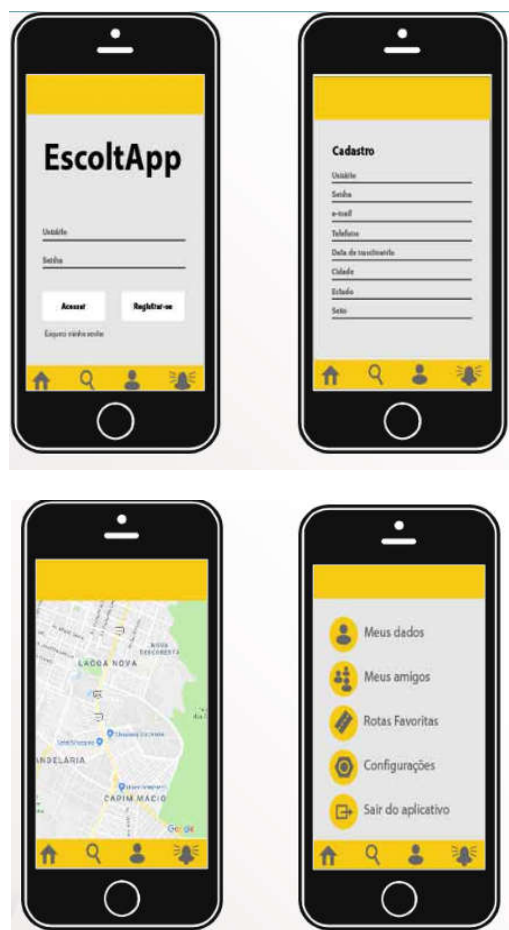 EscoltApp
Usuário
Senha
Acessar
Registrar-se
Esqueci minha senha
Cadastro
Usuário
Senha
e-mail
Telefone
Data de nascimento
Cidade
Estado
Sexo
LAGOA NOVA
NOVA DESCOBERTA
CAPIM MACIO
Google
Meus dados
Meus amigos
Rotas Favoritas
Configurações
Sair do aplicativo